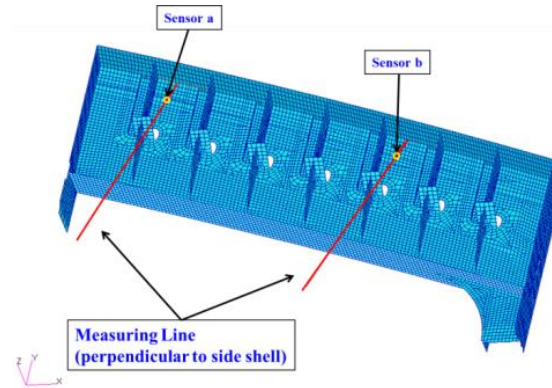 Sensor a
Sensor b
Measuring Line
(perpendicular to side shell)
Z
Y
X